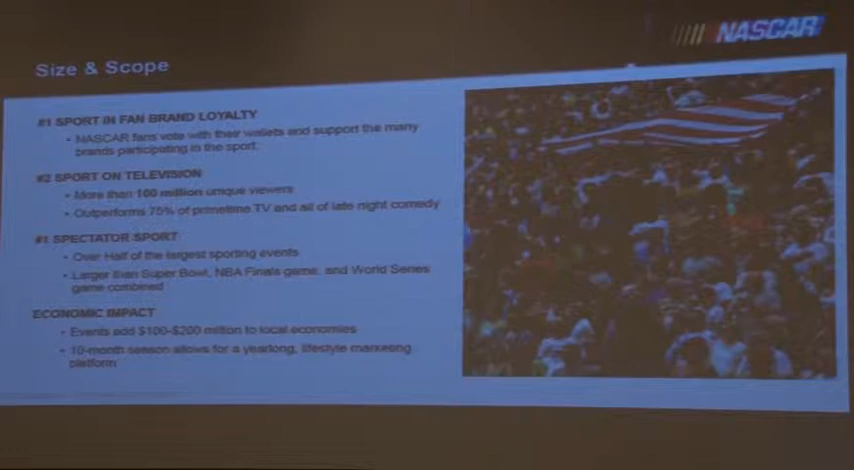 NASCAR
Size & Scope
#1 SPORT IN FAN BRAND LOYALTY
• NASCAR fans vote with their wallets and support the many
brands participating in the sport.
#2 SPORT ON TELEVISION
• More than 100 million unique viewers
• Outperforms 75% of primetime TV and all of late night comedy
#1 SPECTATOR SPORT
• Over Half of the largest sporting events
• Larger than Super Bowl, NBA Finals game, and World Series
game combined
ECONOMIC IMPACT
• Events add $100-$200 million to local economies
• 10-month season allows for a yearlong, lifestyle marketing
platform